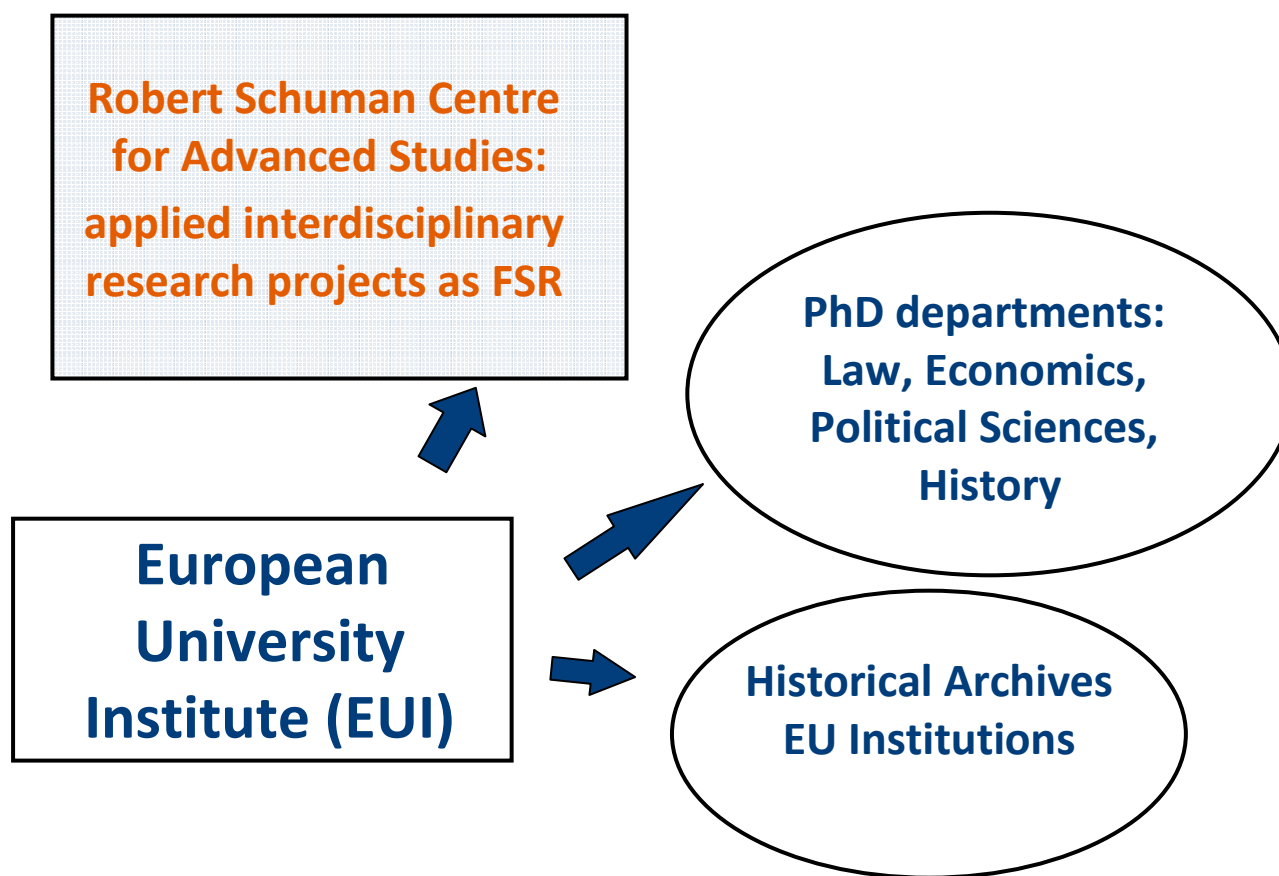 Robert Schuman Centre
for Advanced Studies:
applied interdisciplinary
research projects as FSR
PhD departments:
Law, Economics,
Political Sciences,
History
European
University
Institute (EUI)
Historical Archives
EU Institutions